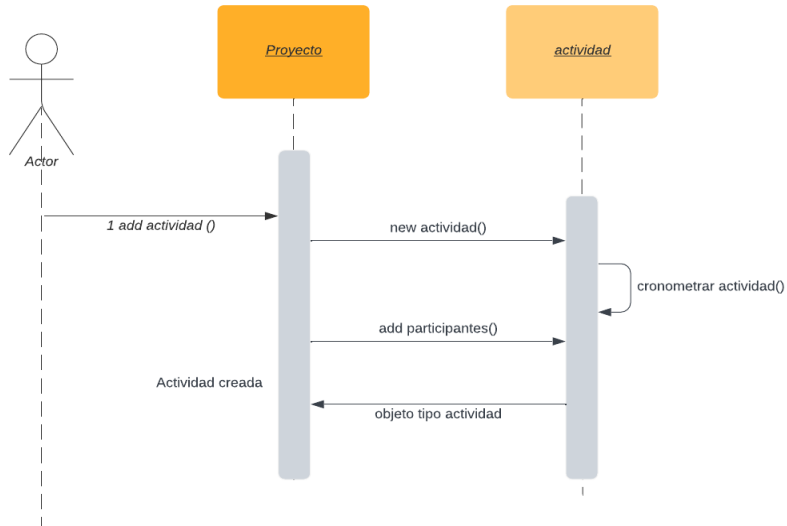 Proyecto
actividad
Actor
1 add actividad ()
new actividad()
cronometrar actividad()
add participantes()
Actividad creada
objeto tipo actividad